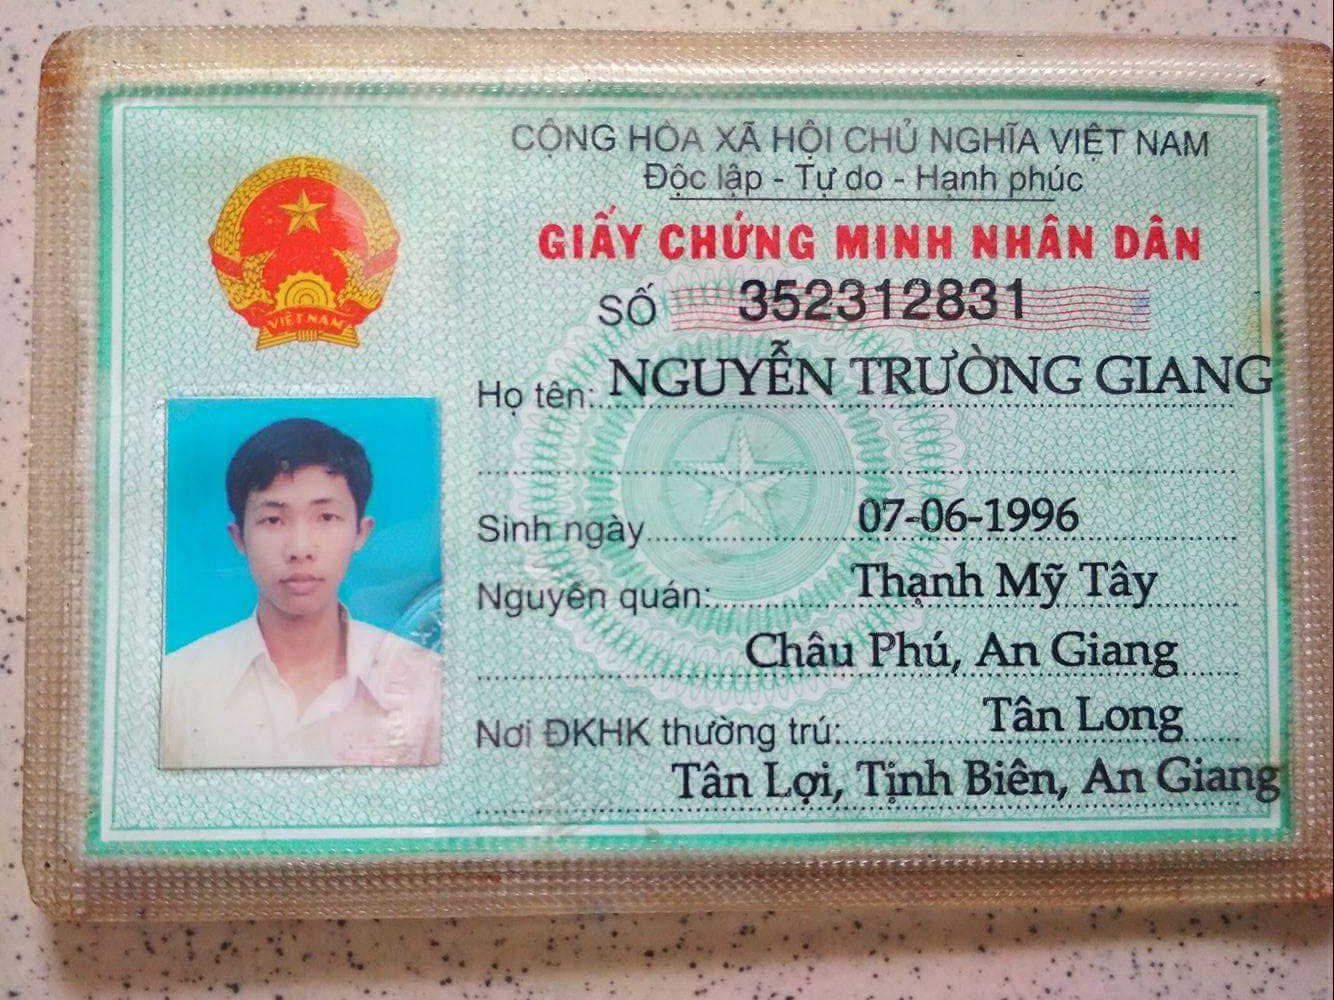 CỘNG HÒA XÃ HỘI CHỦ NGHĨA VIỆT NAM
Độc lập - Tự do - Hạnh phúc
GIẤY CHỨNG MINH NHÂN DÂN
SỐ 352312831
VIỆT NAM
Họ tên: NGUYỄN TRƯỜNG GIANG
Sinh ngày 07-06-1996
Nguyên quán: Thạnh Mỹ Tây
Châu Phú, An Giang
Nơi ĐKHK thường trú: Tân Long
Tân Lợi, Tịnh Biên, An Giang